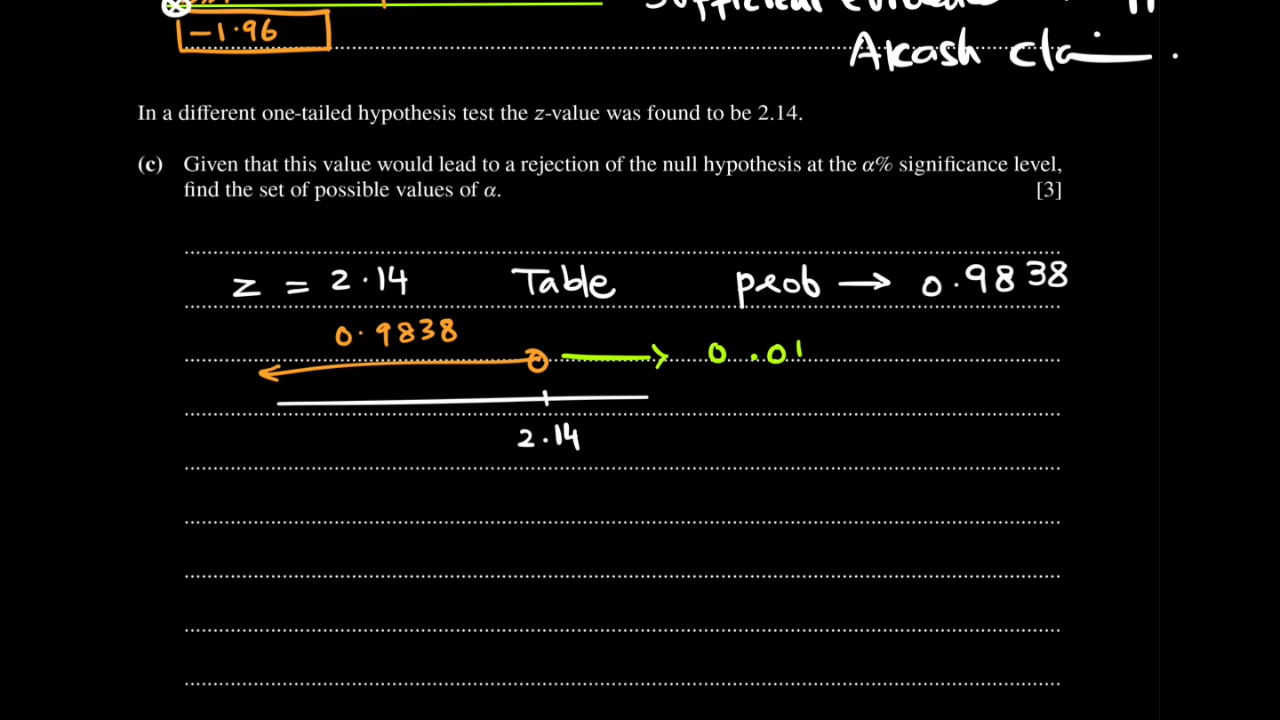 -1.96
Akash claim.
In a different one-tailed hypothesis test the z-value was found to be 2.14.
(c) Given that this value would lead to a rejection of the null hypothesis at the α% significance level,
find the set of possible values of α. [3]
z = 2.14 Table prob → 0.9838
0.9838
0.01
2.14